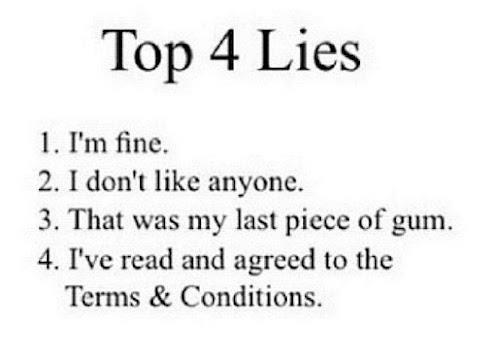 Top 4 Lies
1. I'm fine.
2. I don't like anyone.
3. That was my last piece of gum.
4. I've read and agreed to the
Terms & Conditions.